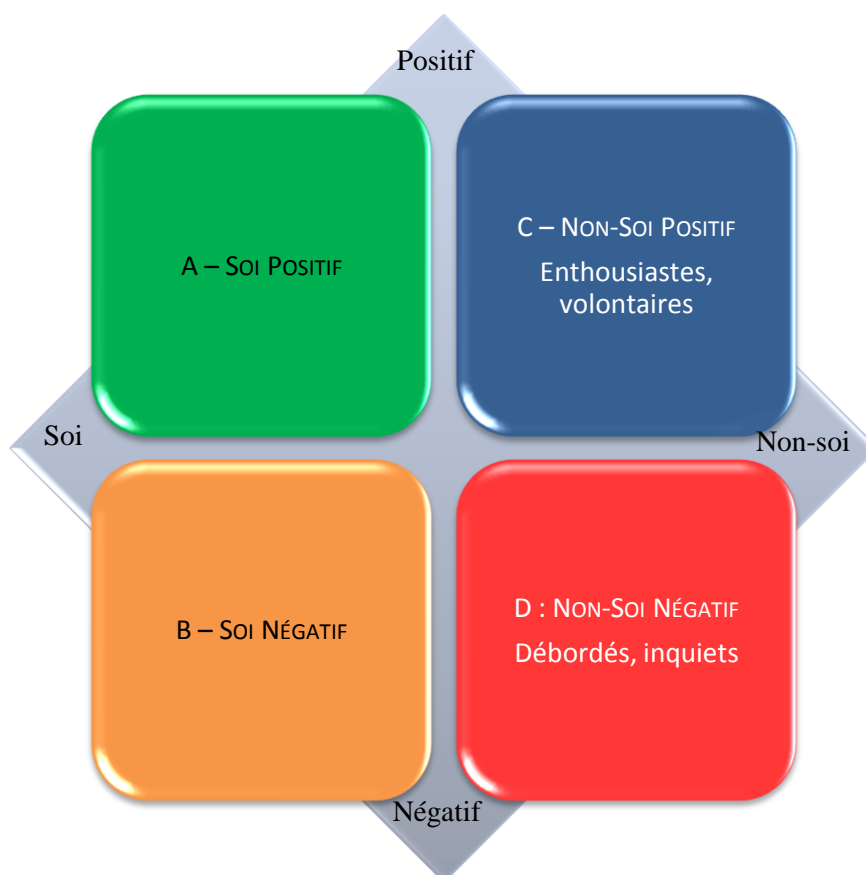 Positif
A – SOI POSITIF
C – NON-SOI POSITIF
Enthousiastes,
volontaires
Soi
Non-soi
B – SOI NÉGATIF
D : NON-SOI NÉGATIF
Débordés, inquiets
Négatif